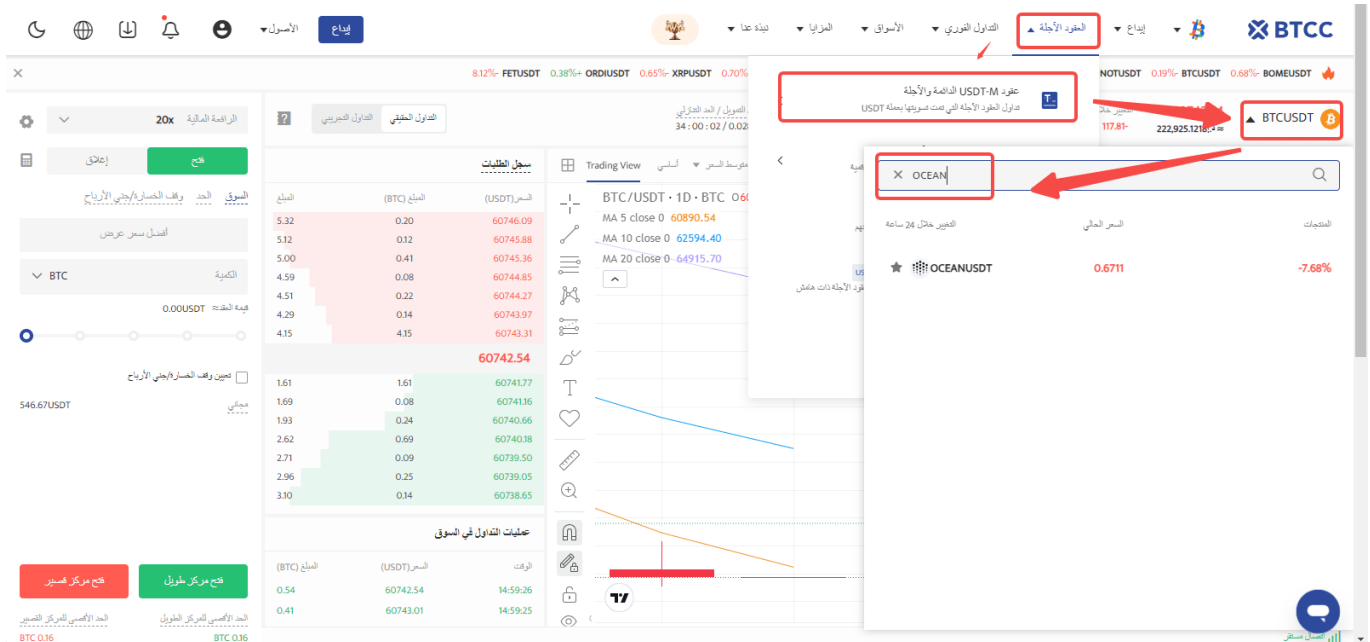 BTCC
إيداع
العقود الآجلة
التداول الفوري
الأسواق
المزايا
نبذة عنا
الأصول
إيداع
BOMEUSDT -0.68%
BTCUSDT -0.19%
NOTUSDT
-0.70%
XRPUSDT -0.65%
ORDIUSDT +0.38%
FETUSDT -8.12%
عقود USDT-M الدائمة والآجلة
تداول العقود الآجلة التي تمت تسويتها بعملة USDT
BTCUSDT
-117.81
OCEAN
المنتجات
السعر الحالي
التغيير خلال 24 ساعة
OCEANUSDT
0.6711
-7.68%
التداول الحقيقي
التداول التجريبي
34 : 00 : 02 / 0.02
Trading View
أساسي
متوسط السعر
BTC/USDT · 1D · BTC O60
MA 5 close 0 60890.54
MA 10 close 0 62594.40
MA 20 close 0 64915.70
سجل الطلبات
السعر(USDT)
المبلغ (BTC)
المبلغ
60746.09 0.20 5.32
60745.88 0.12 5.12
60745.36 0.41 5.00
60744.85 0.08 4.59
60744.27 0.22 4.51
60743.97 0.14 4.29
60743.31 4.15 4.15
60742.54
60741.77 1.61 1.61
60741.16 0.08 1.69
60740.66 0.24 1.93
60740.18 0.69 2.62
60739.50 0.09 2.71
60739.05 0.25 2.96
60738.65 0.14 3.10
عمليات التداول في السوق
الوقت
السعر(USDT)
المبلغ (BTC)
14:59:26 60742.54 0.54
14:59:25 60743.01 0.41
الرافعة المالية 20x
فتح
إغلاق
السوق
الحد
وقف الخسارة/جني الأرباح
أفضل سعر عرض
الكمية
BTC
قيمة العقد≈ 0.00USDT
تعيين وقف الخسارة/جني الأرباح
مجاني
546.67USDT
فتح مركز طويل
فتح مركز قصير
الحد الأقصى للمركز الطويل
الحد الأقصى للمركز القصير
BTC 0.16
BTC 0.16
اتصال مستقر